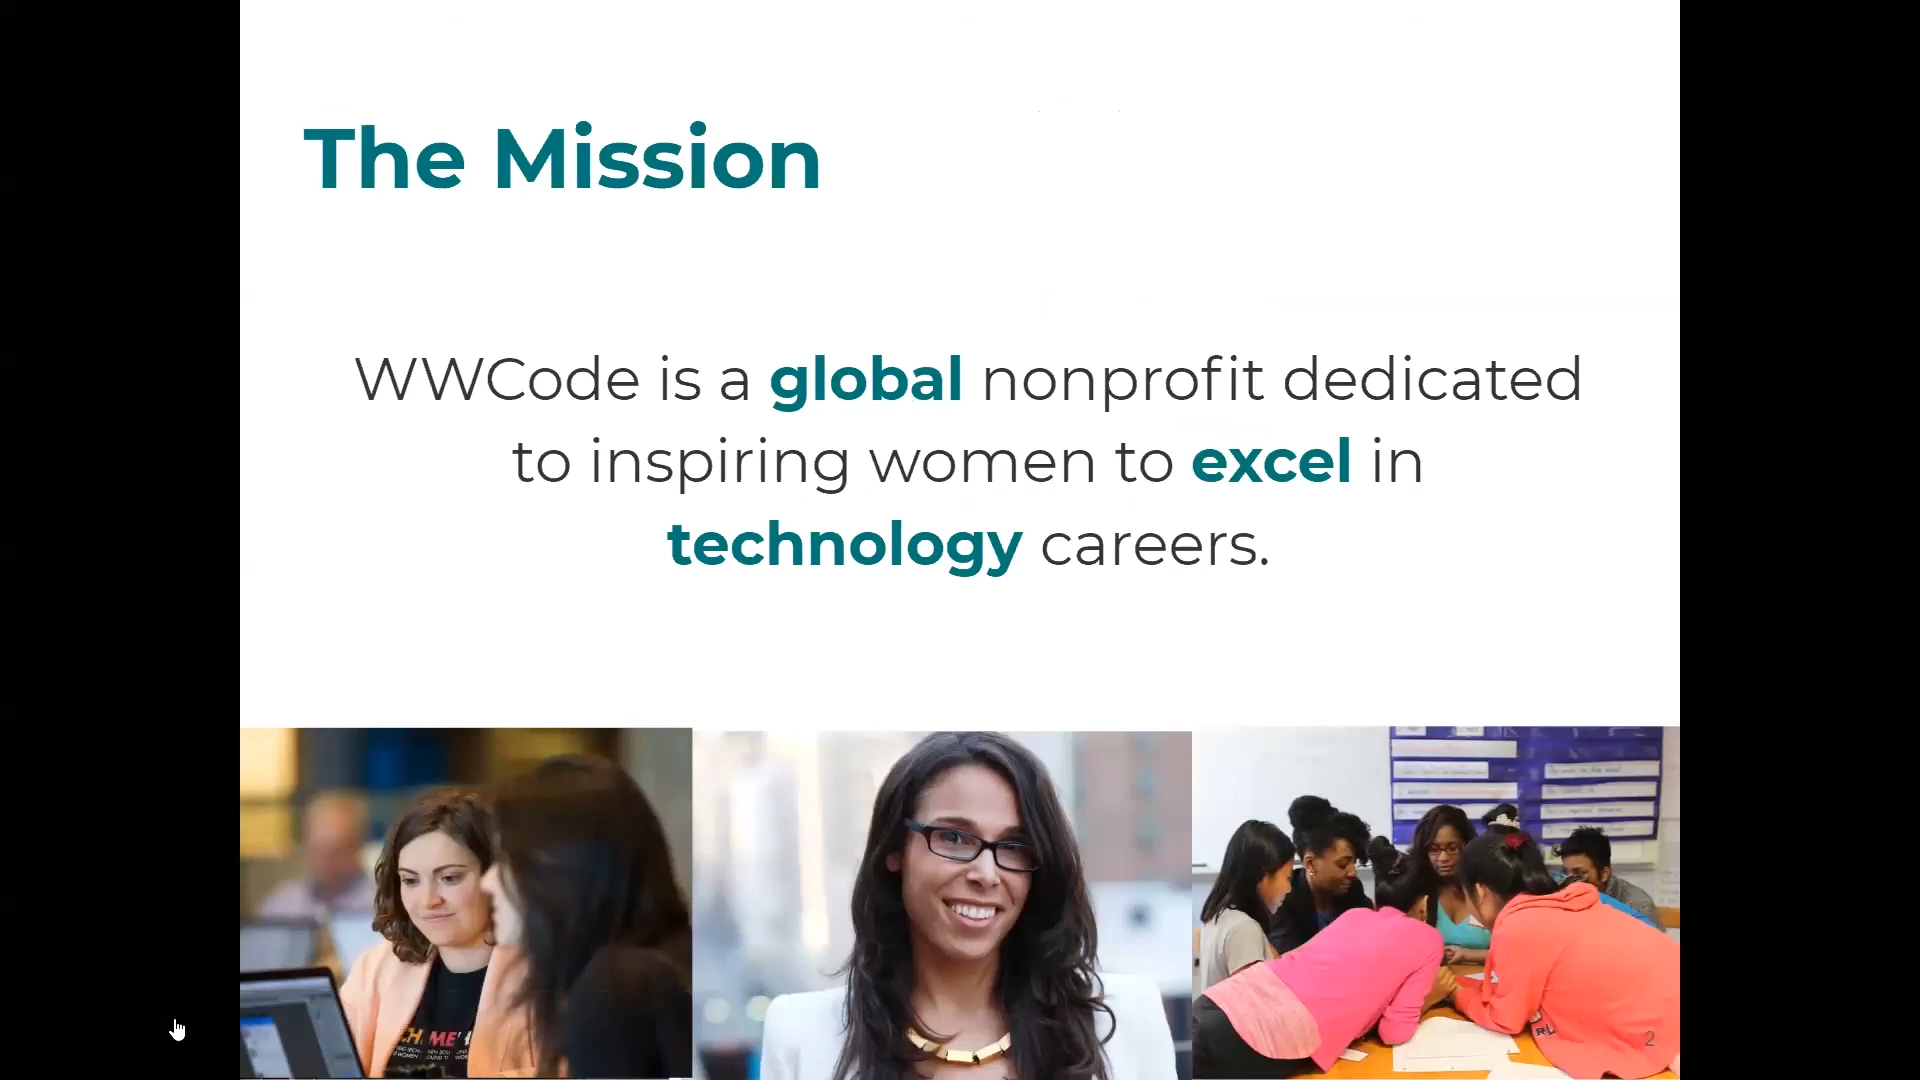 The Mission
WWCode is a global nonprofit dedicated
to inspiring women to excel in
technology careers.
2